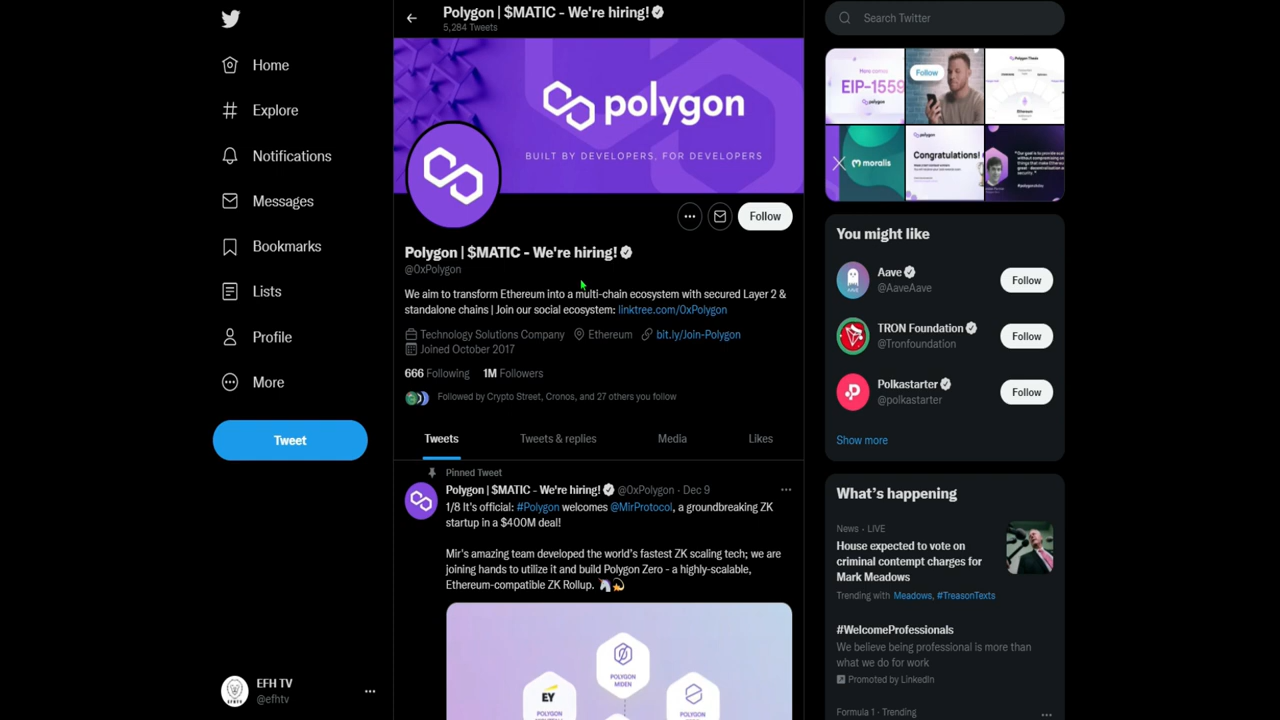 Home
Explore
Notifications
Messages
Bookmarks
Lists
Profile
More
Tweet
EFH TV
@efhtv
Polygon | $MATIC - We're hiring!
5,284 Tweets
polygon
BUILT BY DEVELOPERS, FOR DEVELOPERS
Follow
Polygon | $MATIC - We're hiring!
@0xPolygon
We aim to transform Ethereum into a multi-chain ecosystem with secured Layer 2 &
standalone chains | Join our social ecosystem: linktree.com/0xPolygon
Technology Solutions Company Ethereum bit.ly/Join-Polygon
Joined October 2017
666 Following 1M Followers
Followed by Crypto Street, Cronos, and 27 others you follow
Tweets Tweets & replies Media Likes
Pinned Tweet
Polygon | $MATIC - We're hiring! @0xPolygon · Dec 9
1/8 It's official: #Polygon welcomes @MirProtocol, a groundbreaking ZK
startup in a $400M deal!
Mir's amazing team developed the world's fastest ZK scaling tech; we are
joining hands to utilize it and build Polygon Zero - a highly-scalable,
Ethereum-compatible ZK Rollup.
POLYGON
MIDEN
EY
POLYGON
POLYGON
Search Twitter
EIP-1559
polygon
Follow
Ethereum
moralis
polygon
Congratulations!
You might like
Aave
@AaveAave
Follow
TRON Foundation
@Tronfoundation
Follow
Polkastarter
@polkastarter
Follow
Show more
What's happening
News · LIVE
House expected to vote on
criminal contempt charges for
Mark Meadows
Trending with Meadows, #TreasonTexts
#WelcomeProfessionals
We believe being professional is more than
what we do for work
Promoted by LinkedIn
Formula 1 · Trending